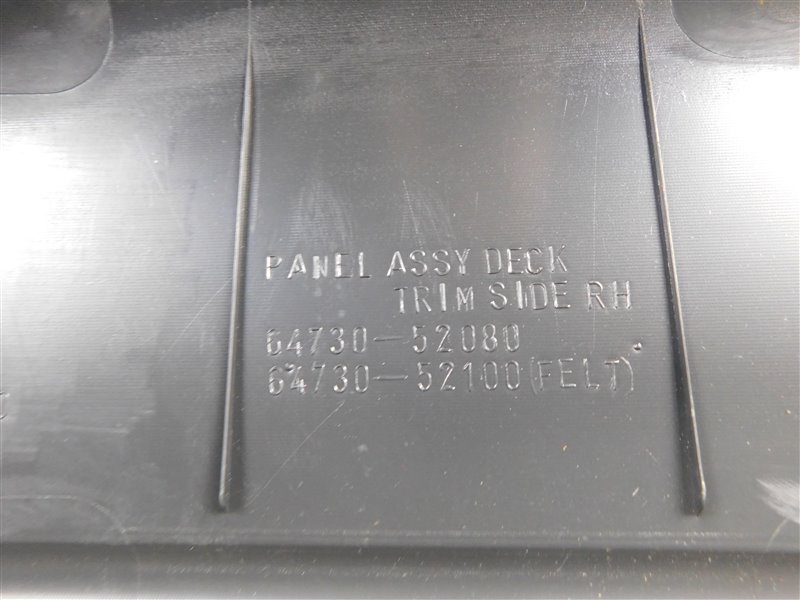 PANEL ASSY DECK
TRIM SIDE RH
64730-52080
64730-52100(FELT)